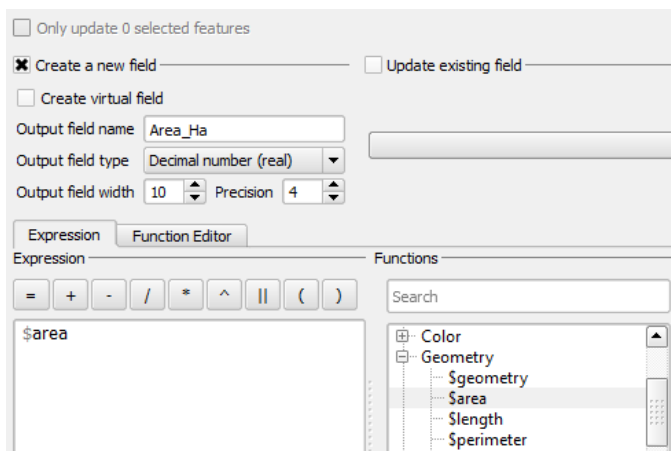 Only update 0 selected features
Create a new field
Update existing field
Create virtual field
Output field name Area_Ha
Output field type Decimal number (real)
Output field width 10 Precision 4
Expression Function Editor
Expression Functions
= + - / * ^ || ( )
Search
$area
Color
Geometry
$geometry
$area
$length
$perimeter